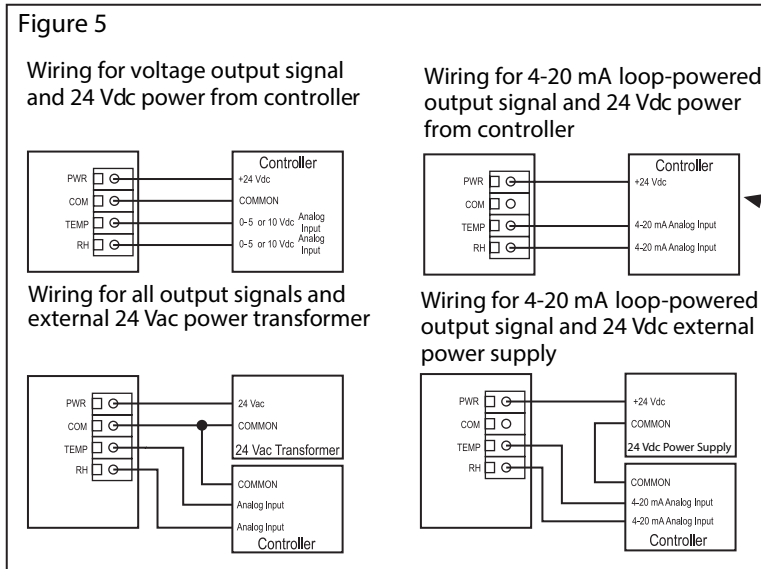 Figure 5
Wiring for voltage output signal
and 24 Vdc power from controller
Controller
PWR
+24 Vdc
COM
COMMON
TEMP
0-5 or 10 Vdc Analog
Input
RH
0-5 or 10 Vdc Analog
Input
Wiring for 4-20 mA loop-powered
output signal and 24 Vdc power
from controller
Controller
PWR
+24 Vdc
COM
TEMP
4-20 mA Analog Input
RH
4-20 mA Analog Input
Wiring for all output signals and
external 24 Vac power transformer
PWR
24 Vac
COM
COMMON
TEMP
24 Vac Transformer
RH
COMMON
Analog Input
Analog Input
Controller
Wiring for 4-20 mA loop-powered
output signal and 24 Vdc external
power supply
PWR
+24 Vdc
COM
COMMON
TEMP
24 Vdc Power Supply
RH
COMMON
4-20 mA Analog Input
4-20 mA Analog Input
Controller